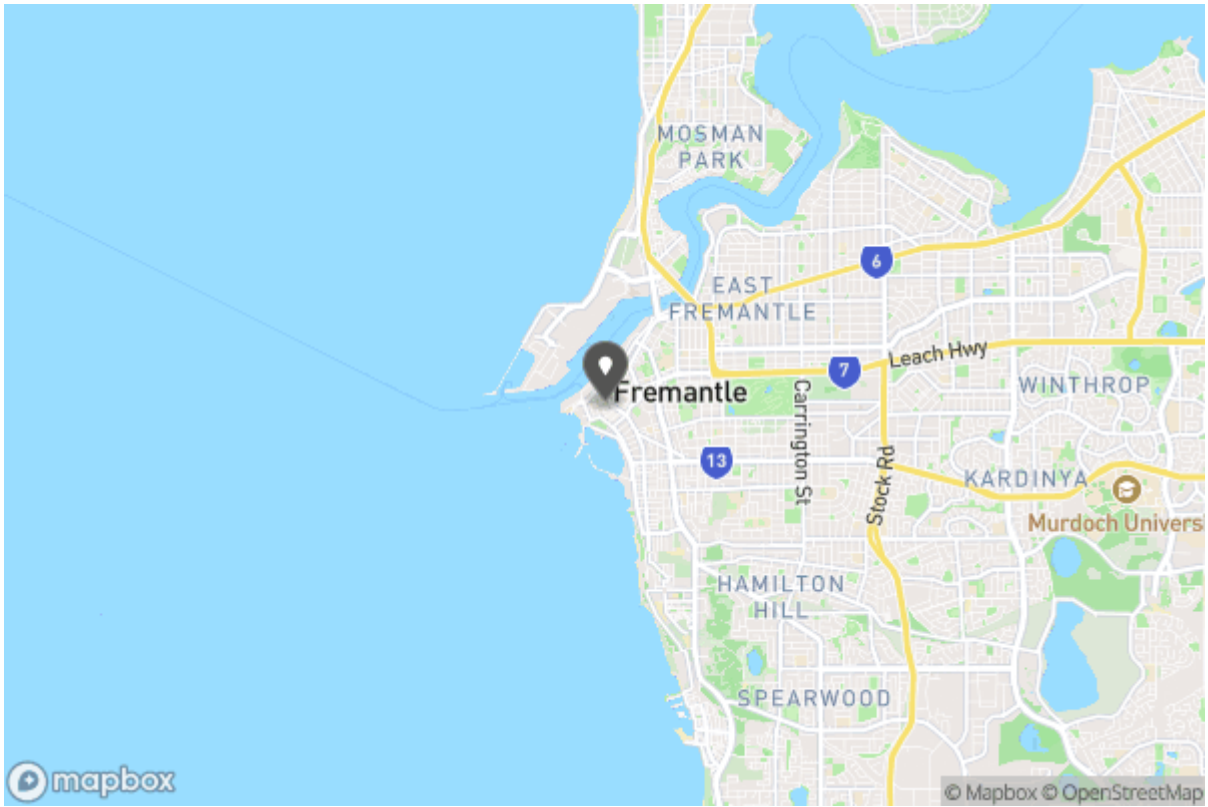 MOSMAN
PARK
6
EAST
FREMANTLE
Leach Hwy
7
WINTHROP
Fremantle
Carrington St
13
Stock Rd
KARDINYA
Murdoch Universi
HAMILTON
HILL
SPEARWOOD
mapbox
© Mapbox © OpenStreetMap